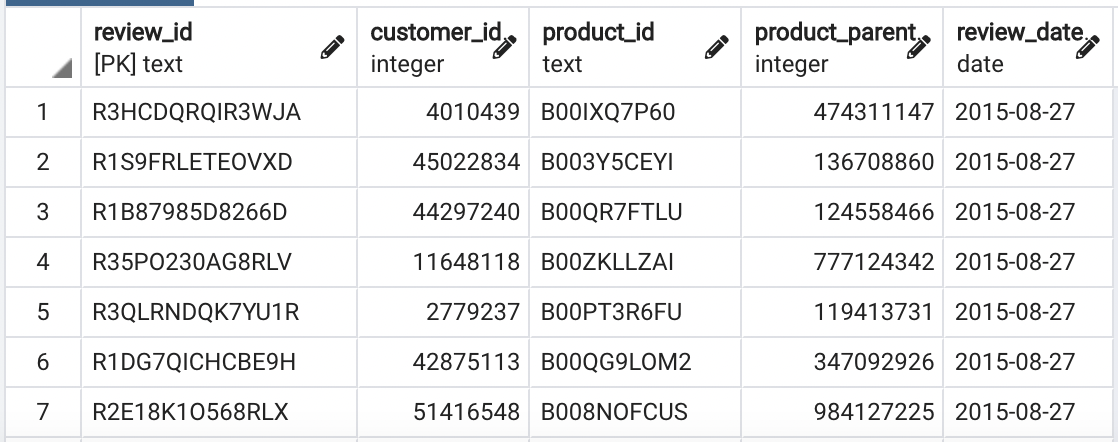 review_id customer_id product_id product_parent review_date
[PK] text integer text integer date
1 R3HCDQRQIR3WJA 4010439 B00IXQ7P60 474311147 2015-08-27
2 R1S9FRLETEOVXD 45022834 B003Y5CEYI 136708860 2015-08-27
3 R1B87985D8266D 44297240 B00QR7FTLU 124558466 2015-08-27
4 R35PO230AG8RLV 11648118 B00ZKLLZAI 777124342 2015-08-27
5 R3QLRNDQK7YU1R 2779237 B00PT3R6FU 119413731 2015-08-27
6 R1DG7QICHCBE9H 42875113 B00QG9LOM2 347092926 2015-08-27
7 R2E18K1O568RLX 51416548 B008NOFCUS 984127225 2015-08-27